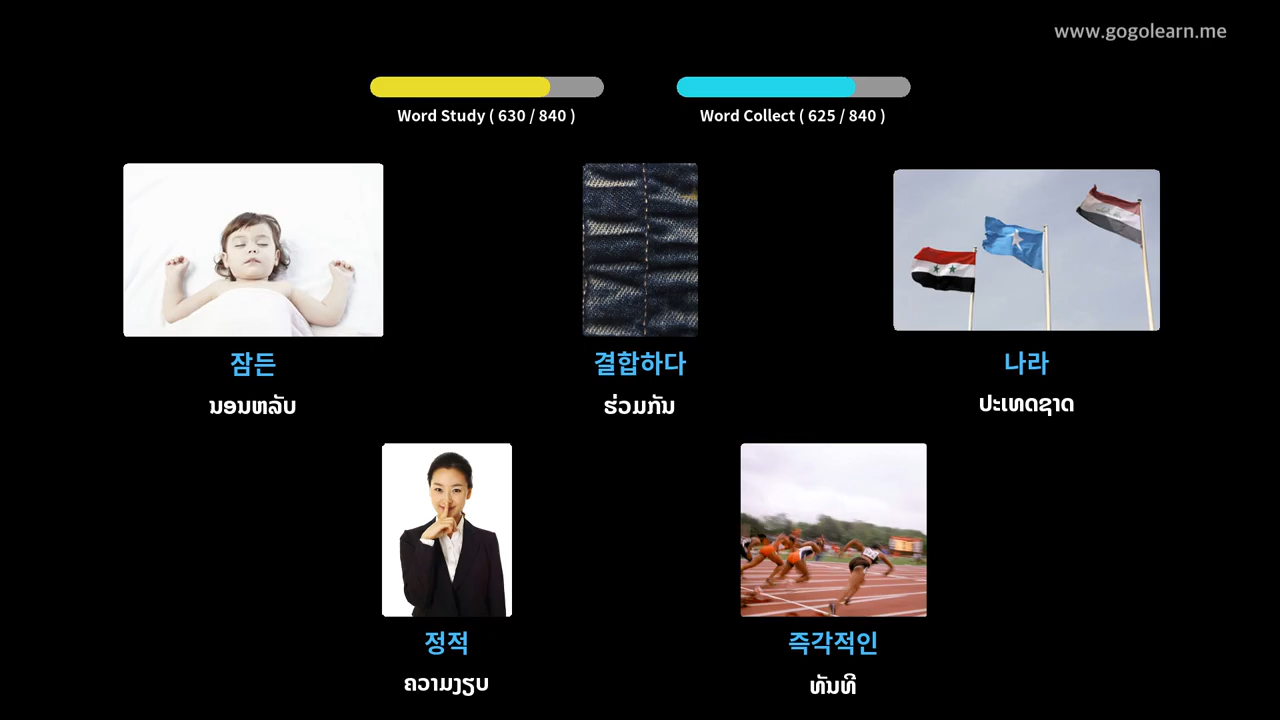 www.gogolearn.me
Word Study ( 630 / 840 )
Word Collect ( 625 / 840 )
잠든
ນອນຫລັບ
결합하다
ຮ່ວມກັນ
나라
ປະເທດຊາດ
정적
ຄວາມງຽບ
즉각적인
ທັນທີ